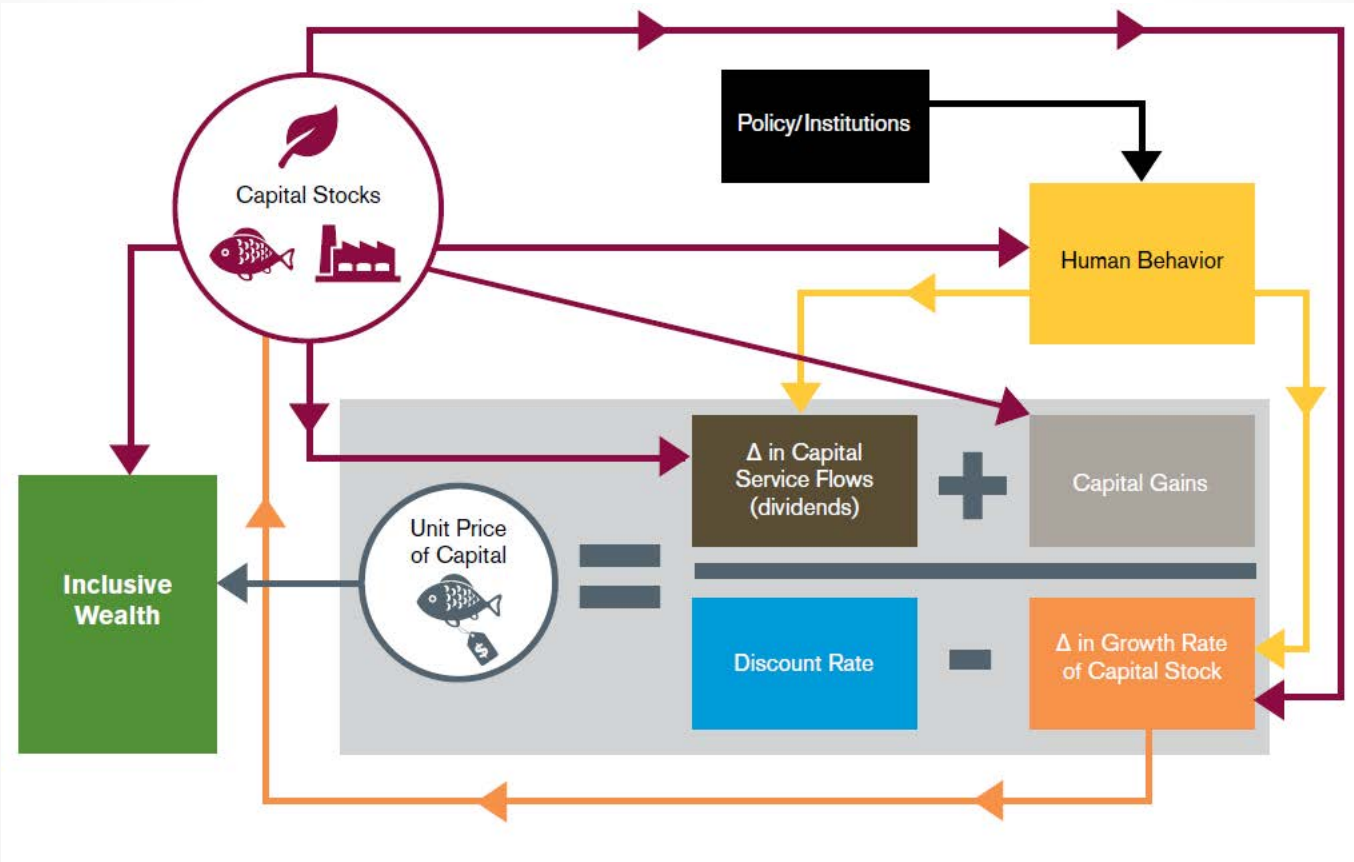 Policy/Institutions
Capital Stocks
Human Behavior
Δ in Capital
Service Flows
(dividends)
Capital Gains
Unit Price
of Capital
$
Inclusive
Wealth
Discount Rate
Δ in Growth Rate
of Capital Stock